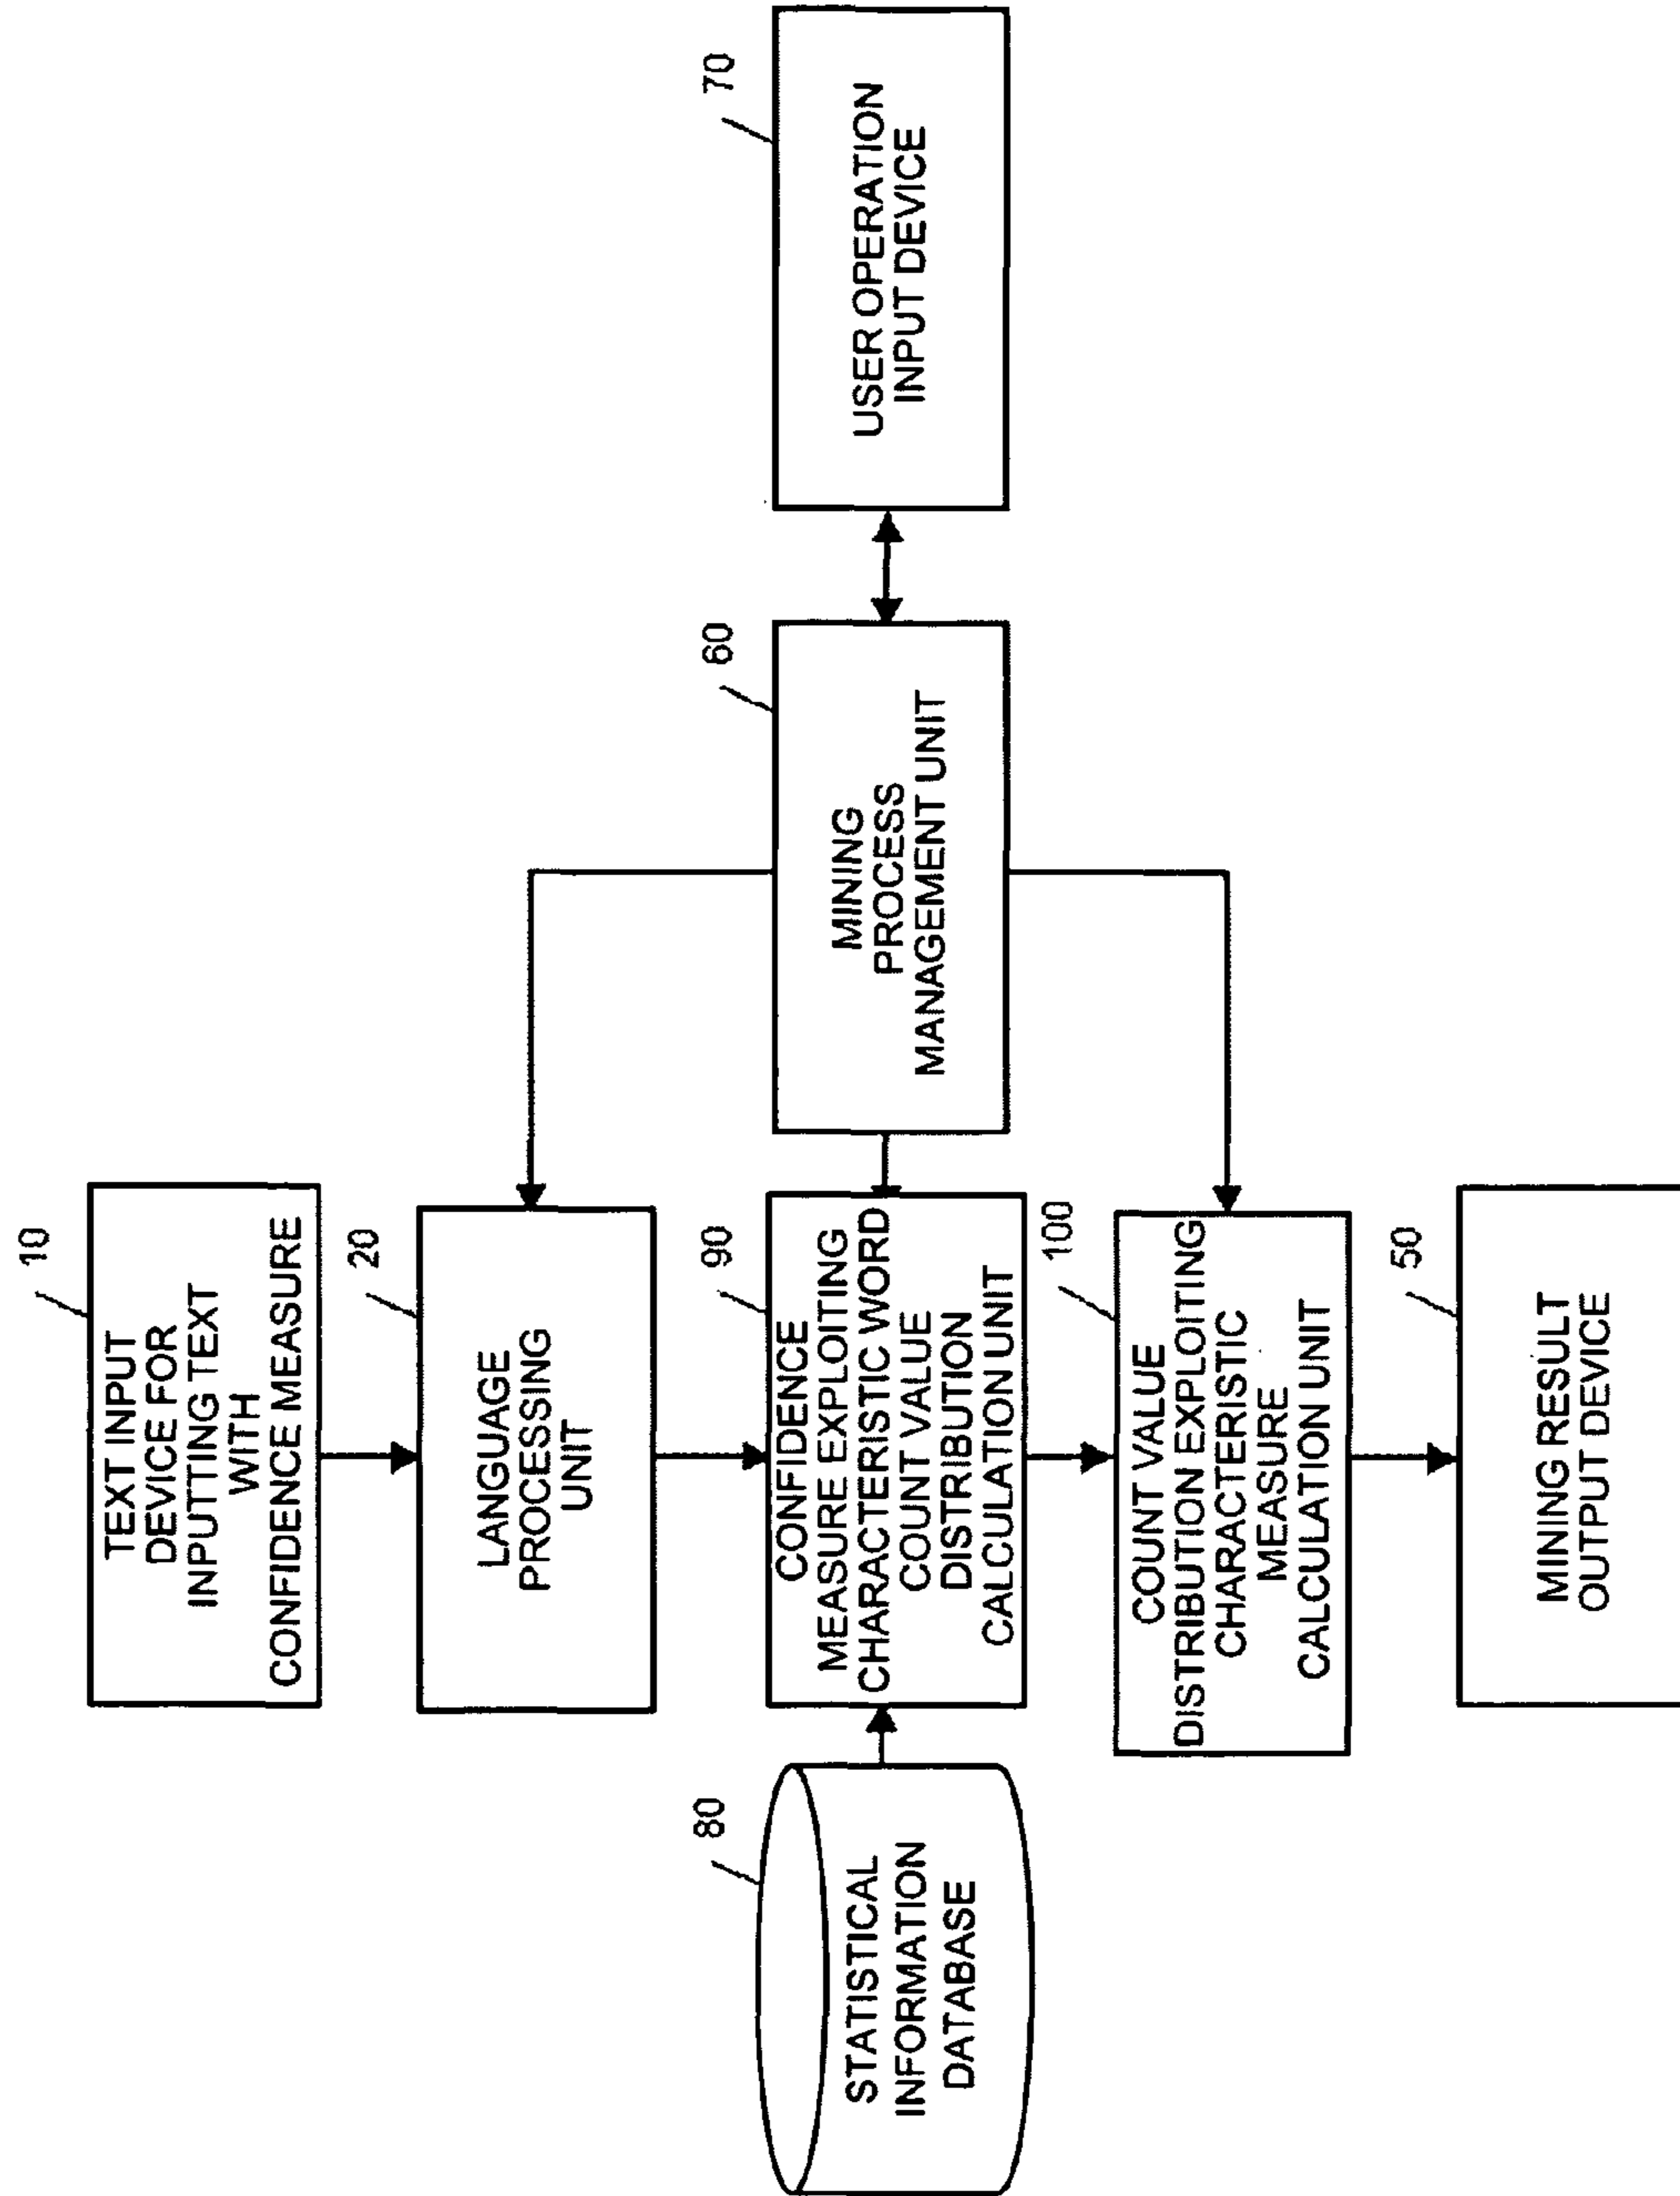 10
TEXT INPUT
DEVICE FOR
INPUTTING TEXT
WITH
CONFIDENCE MEASURE
20
LANGUAGE
PROCESSING
UNIT
80
STATISTICAL
INFORMATION
DATABASE
90
CONFIDENCE
MEASURE EXPLOITING
CHARACTERISTIC WORD
COUNT VALUE
DISTRIBUTION
CALCULATION UNIT
60
MINING
PROCESS
MANAGEMENT UNIT
70
USER OPERATION
INPUT DEVICE
100
COUNT VALUE
DISTRIBUTION EXPLOITING
CHARACTERISTIC
MEASURE
CALCULATION UNIT
50
MINING RESULT
OUTPUT DEVICE